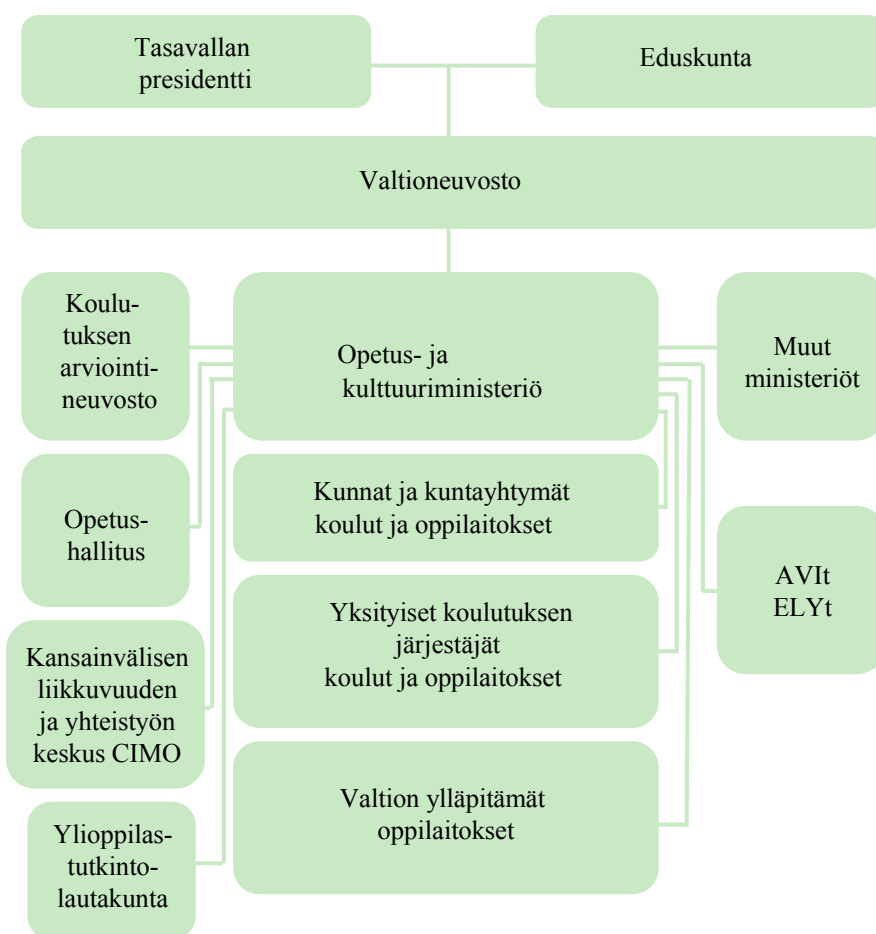 Tasavallan
presidentti
Eduskunta
Valtioneuvosto
Koulu-
tuksen
arviointi-
neuvosto
Opetus- ja
kulttuuriministeriö
Muut
ministeriöt
Opetus-
hallitus
Kunnat ja kuntayhtymät
koulut ja oppilaitokset
AVIt
ELYt
Kansainvälisen
liikkuvuuden
ja yhteistyön
keskus CIMO
Yksityiset koulutuksen
järjestäjät
koulut ja oppilaitokset
Ylioppilas-
tutkinto-
lautakunta
Valtion ylläpitämät
oppilaitokset